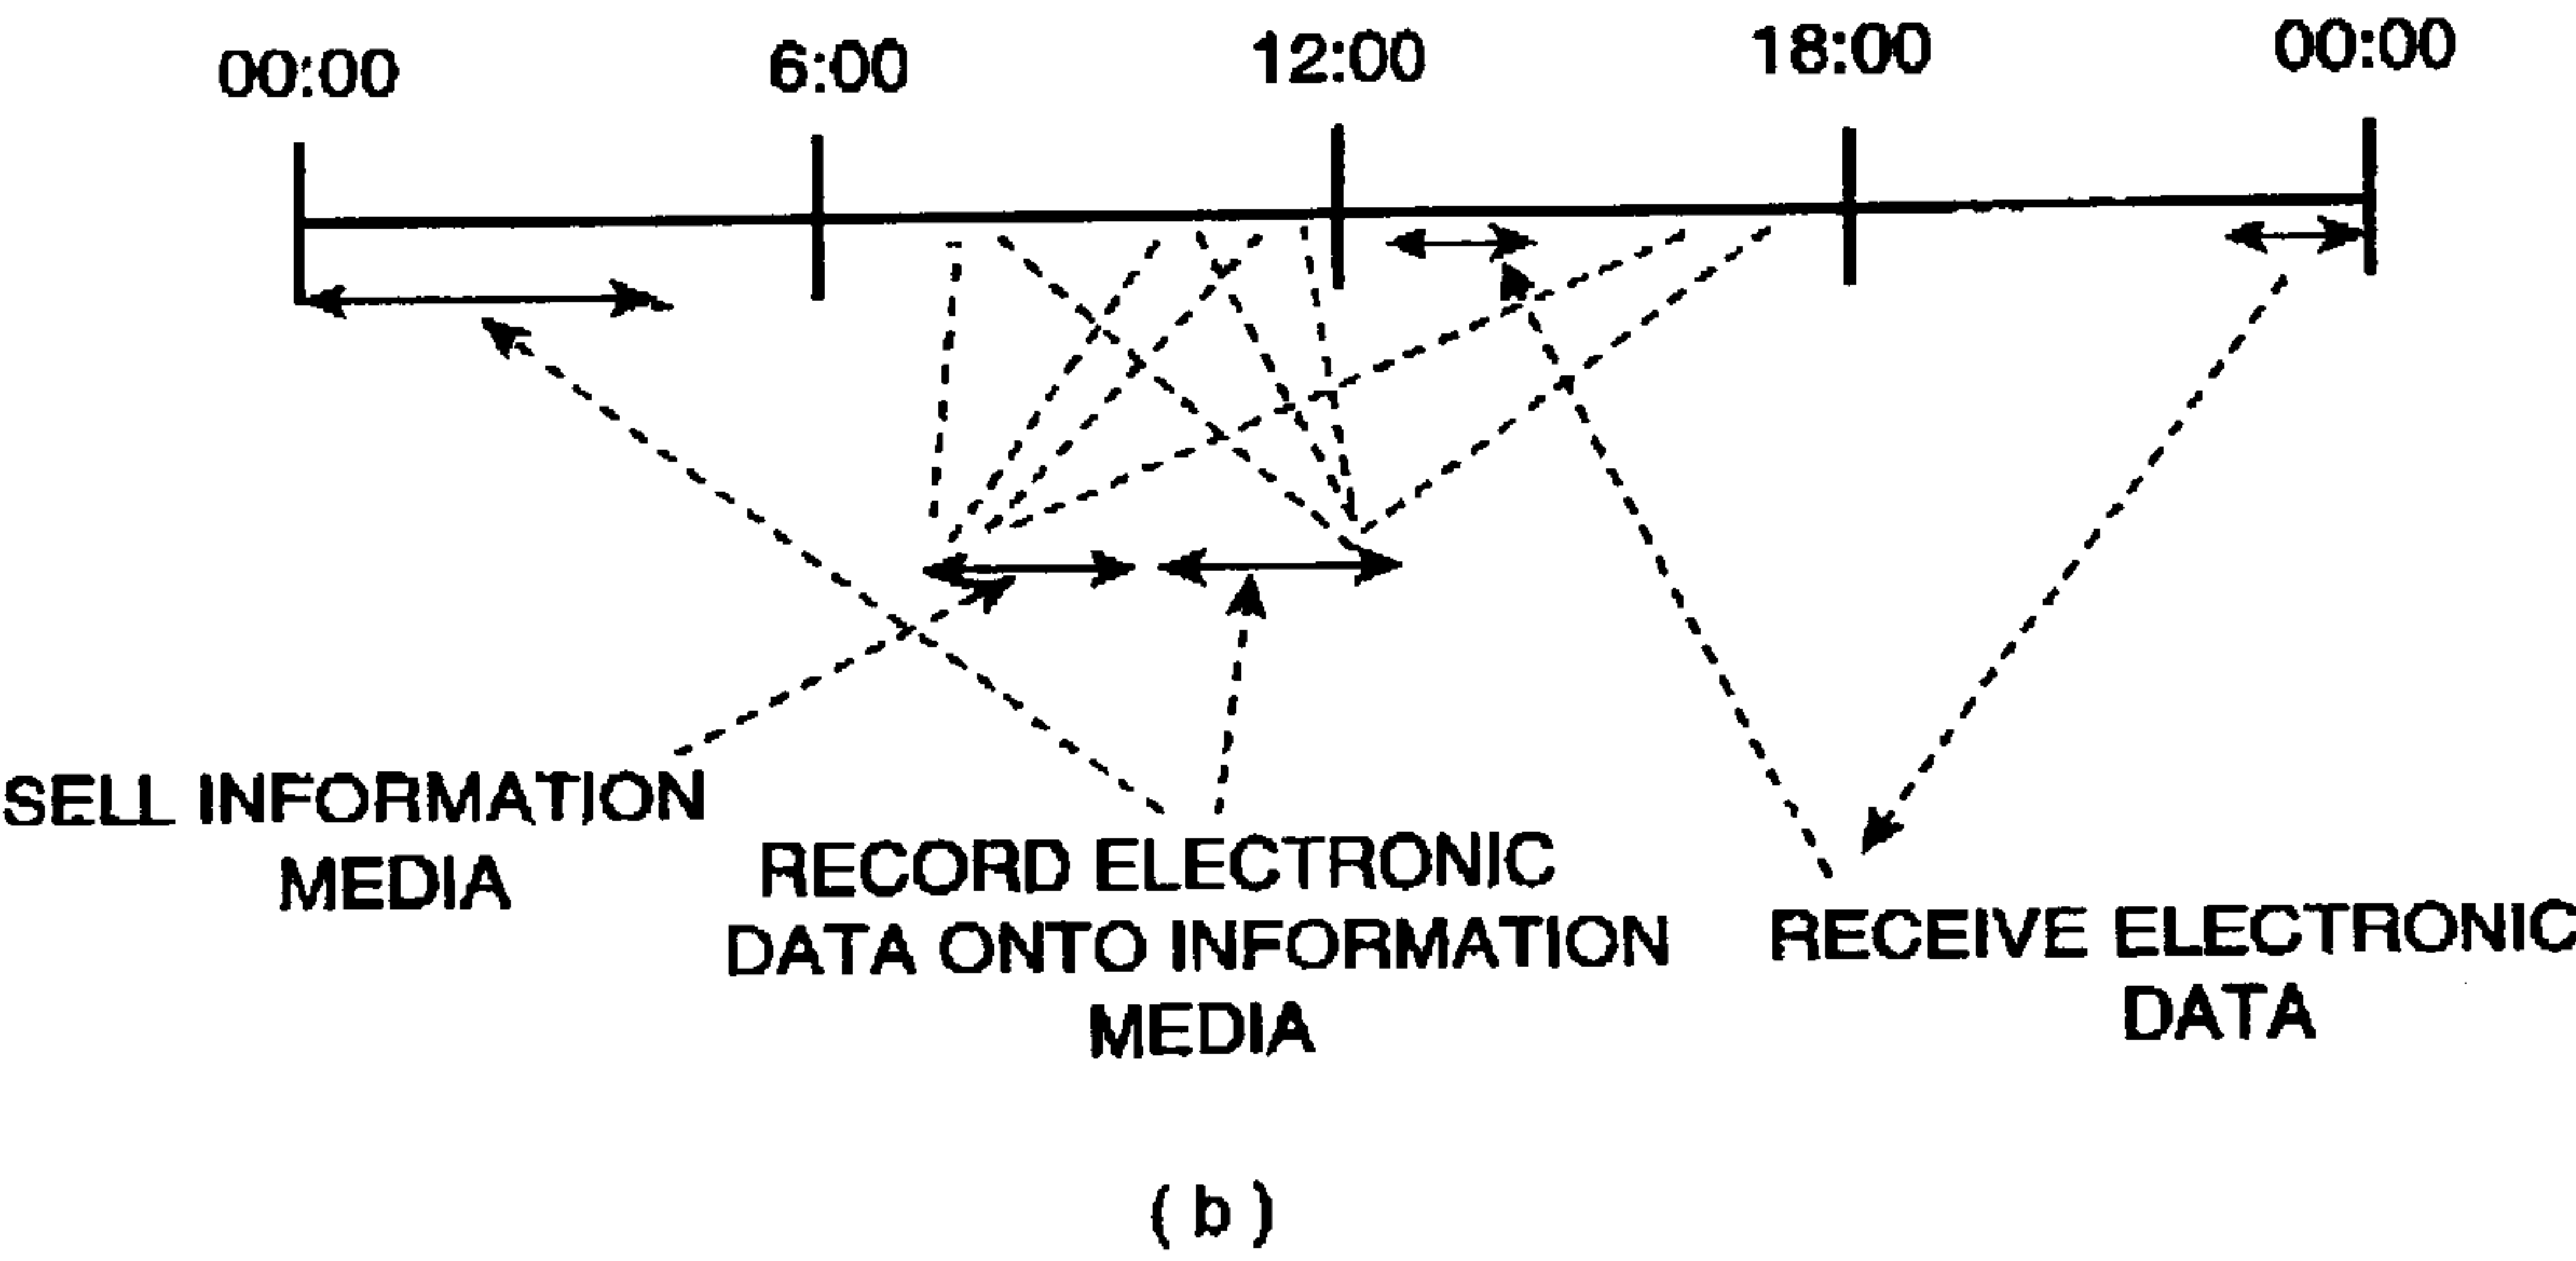 00:00 6:00 12:00 18:00 00:00
SELL INFORMATION
MEDIA
RECORD ELECTRONIC
DATA ONTO INFORMATION
MEDIA
RECEIVE ELECTRONIC
DATA
( b )